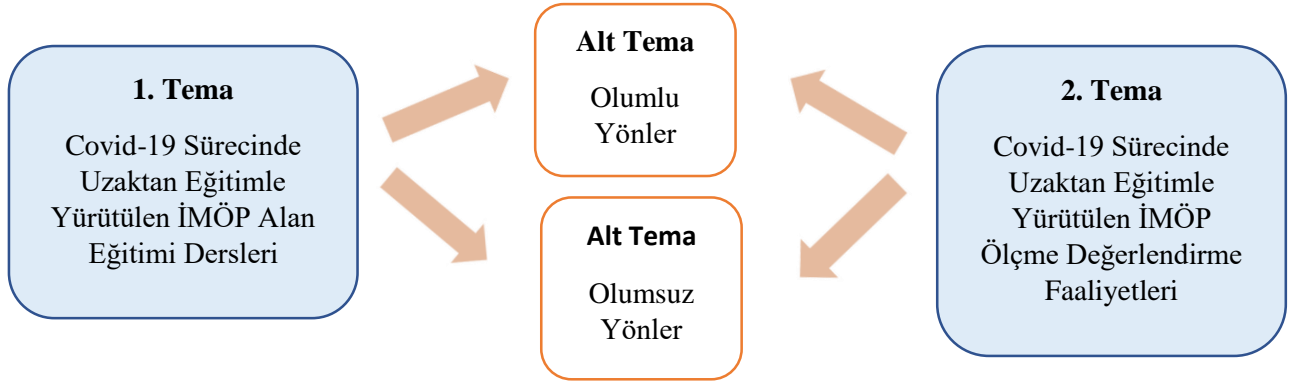 1. Tema
Covid-19 Sürecinde
Uzaktan Eğitimle
Yürütülen İMÖP Alan
Eğitimi Dersleri
Alt Tema
Olumlu
Yönler
Alt Tema
Olumsuz
Yönler
2. Tema
Covid-19 Sürecinde
Uzaktan Eğitimle
Yürütülen İMÖP
Ölçme Değerlendirme
Faaliyetleri